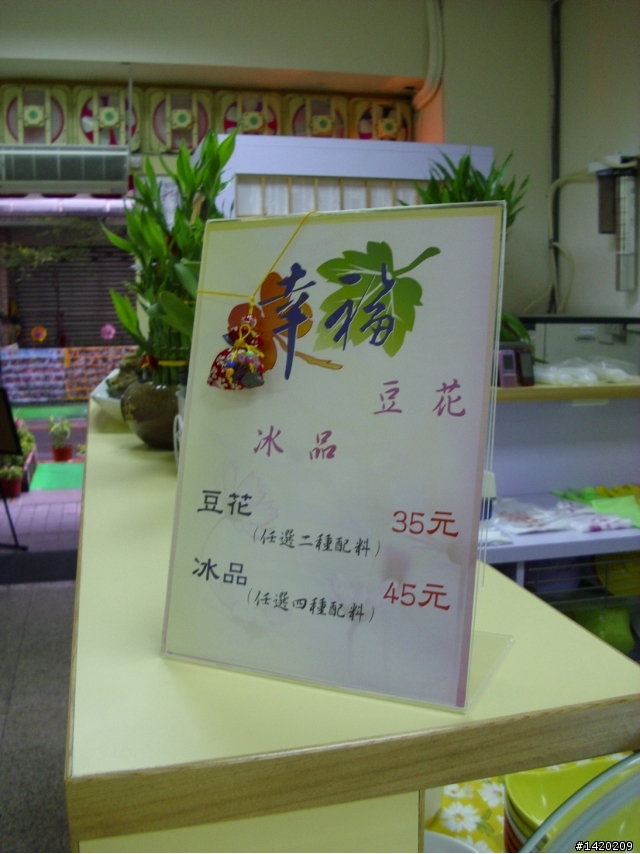 幸福
豆花
冰品
豆花 35元
(任選二種配料)
冰品 45元
(任選四種配料)
#1420209